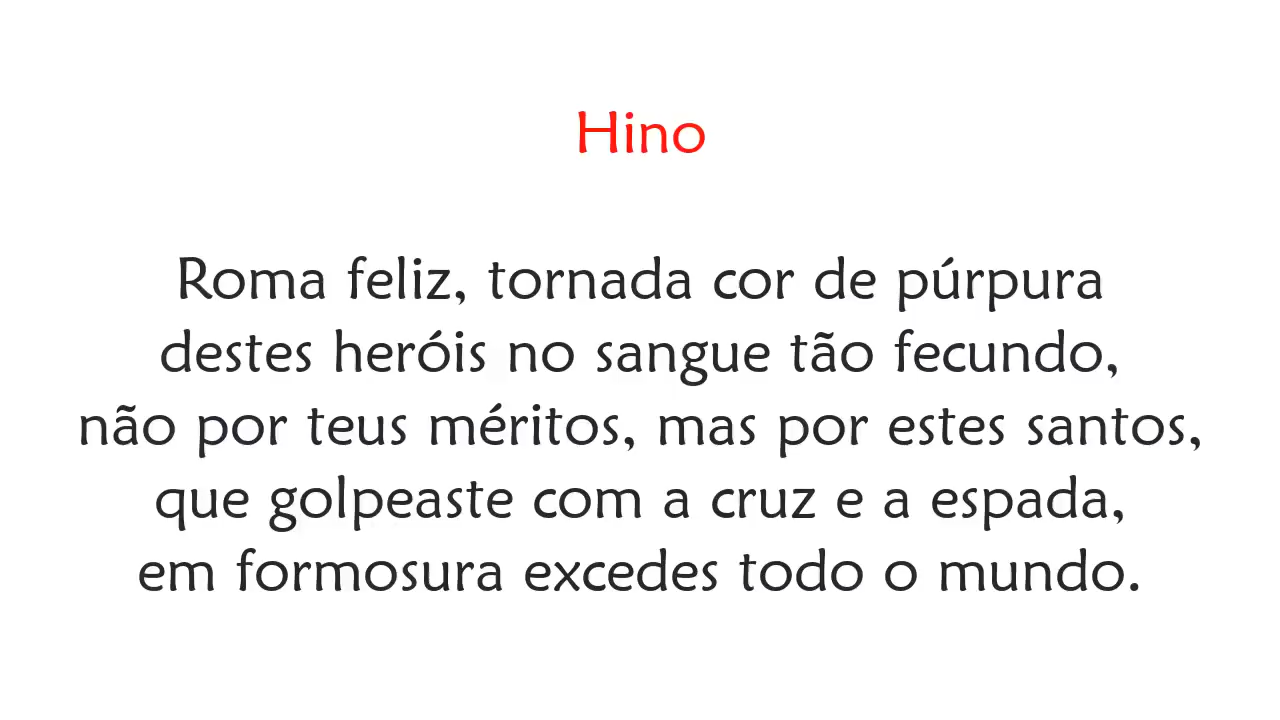 Hino
Roma feliz, tornada cor de púrpura
destes heróis no sangue tão fecundo,
não por teus méritos, mas por estes santos,
que golpeaste com a cruz e a espada,
em formosura excedes todo o mundo.